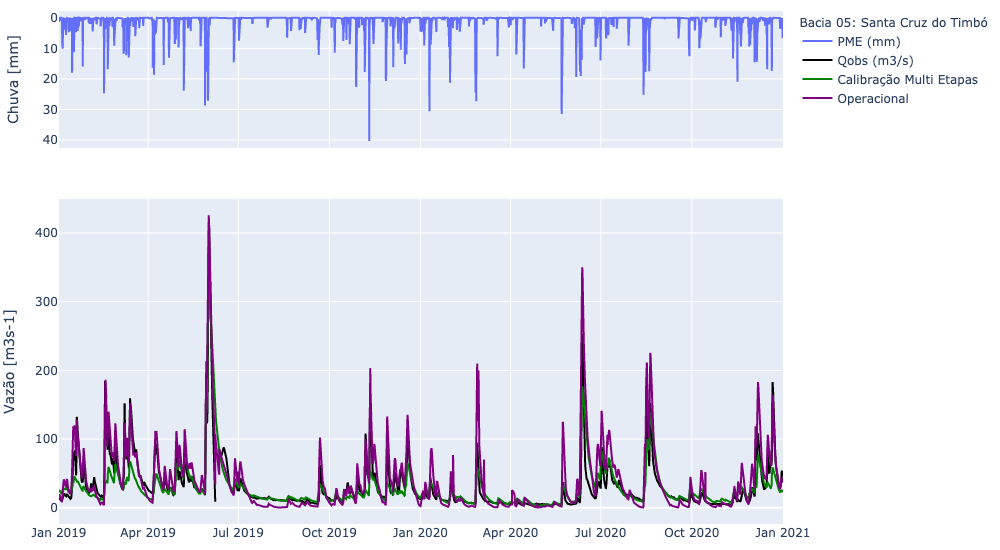 Bacia 05: Santa Cruz do Timbó
PME (mm)
Qobs (m3/s)
Calibração Multi Etapas
Operacional
Chuva [mm]
0
10
20
30
40
Vazão [m3s-1]
400
300
200
100
0
Jan 2019
Apr 2019
Jul 2019
Oct 2019
Jan 2020
Apr 2020
Jul 2020
Oct 2020
Jan 2021